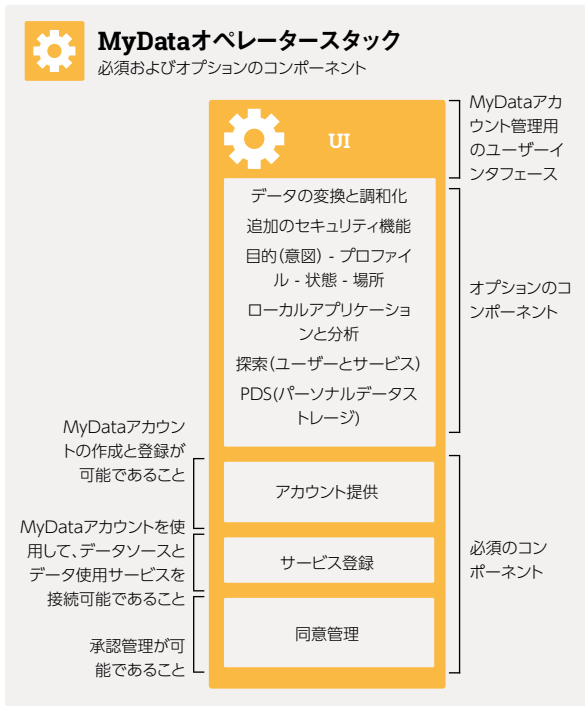 MyDataオペレータースタック
必須およびオプションのコンポーネント
UI
MyDataアカ
ウント管理用
のユーザーイ
ンタフェース
データの変換と調和化
追加のセキュリティ機能
目的(意図) - プロファイ
ル - 状態 - 場所
ローカルアプリケーショ
ンと分析
探索(ユーザーとサービス)
PDS(パーソナルデータス
トレージ)
オプションのコ
ンポーネント
MyDataアカウン
トの作成と登録が
可能であること
アカウント提供
MyDataアカウントを使
用して、データソースと
データ使用サービスを
接続可能であること
サービス登録
必須のコン
ポーネント
承認管理が可
能であること
同意管理